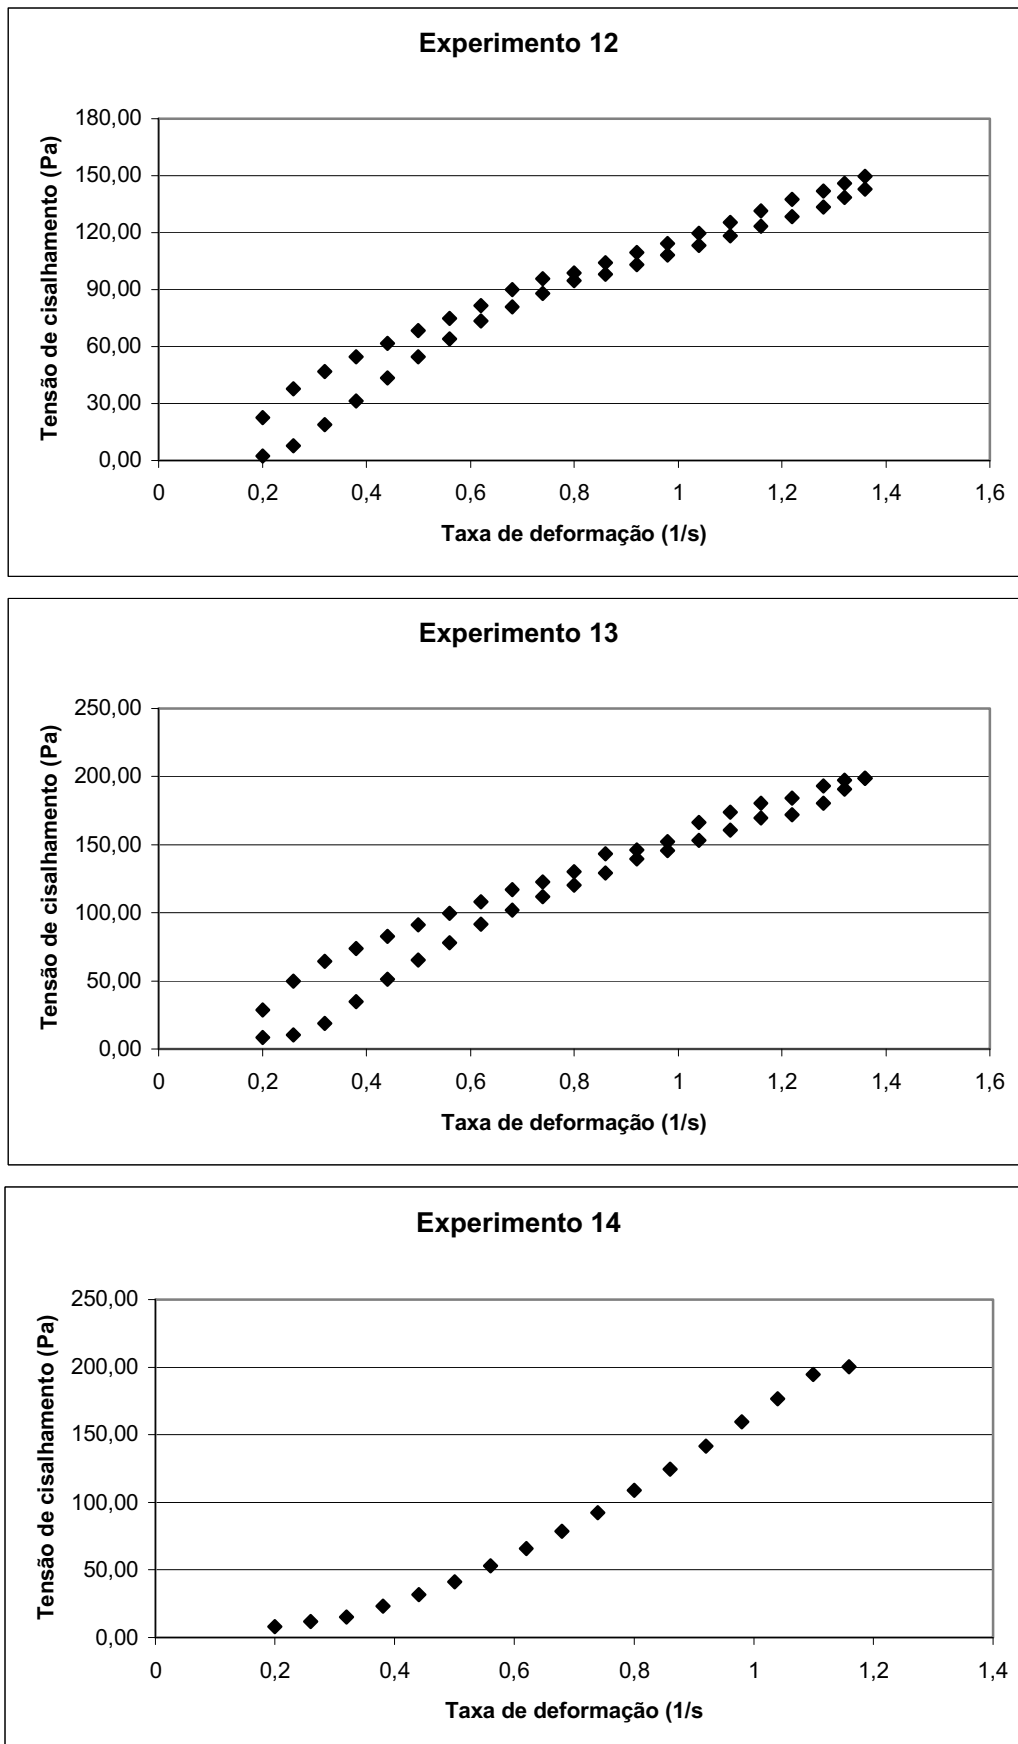 Experimento 12
Tensão de cisalhamento (Pa)
180,00
150,00
120,00
90,00
60,00
30,00
0,00
0 0,2 0,4 0,6 0,8 1 1,2 1,4 1,6
Taxa de deformação (1/s)
Experimento 13
Tensão de cisalhamento (Pa)
250,00
200,00
150,00
100,00
50,00
0,00
0 0,2 0,4 0,6 0,8 1 1,2 1,4 1,6
Taxa de deformação (1/s)
Experimento 14
Tensão de cisalhamento (Pa)
250,00
200,00
150,00
100,00
50,00
0,00
0 0,2 0,4 0,6 0,8 1 1,2 1,4
Taxa de deformação (1/s